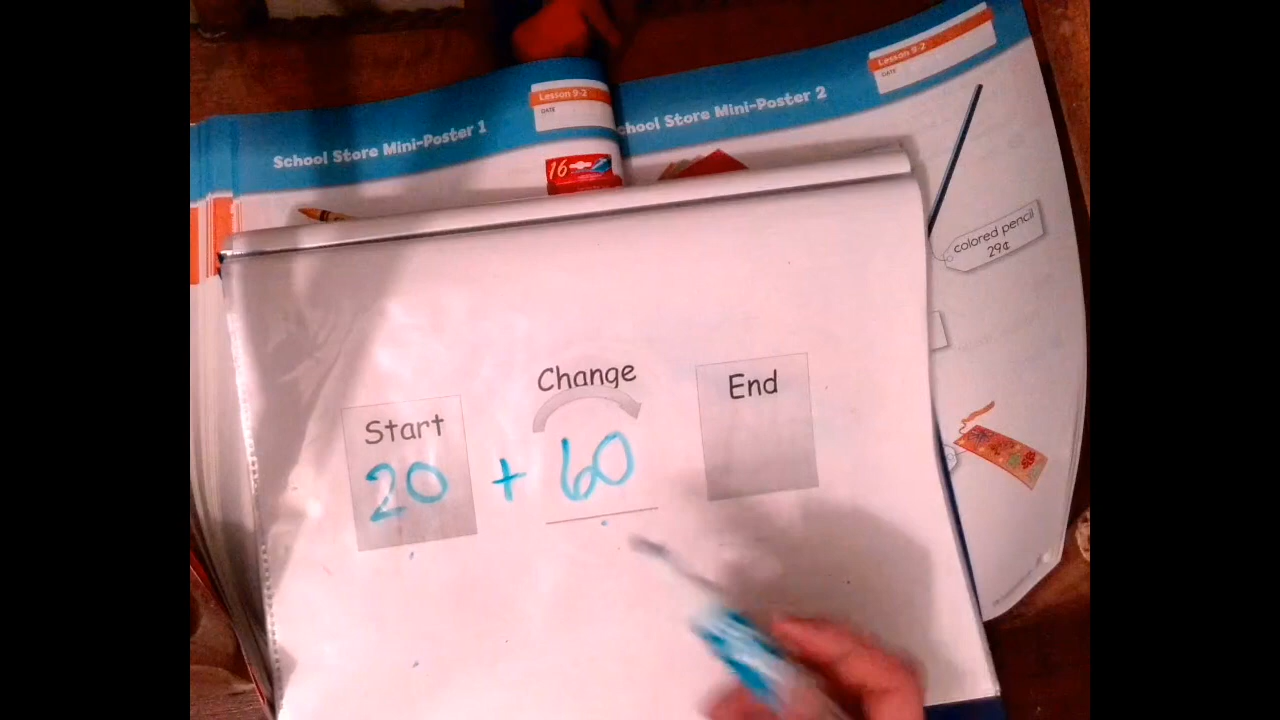 Lesson 9-2
DATE
School Store Mini-Poster 1
16
Lesson 9-2
DATE
chool Store Mini-Poster 2
colored pencil
29¢
Change
Start
End
20 + 60